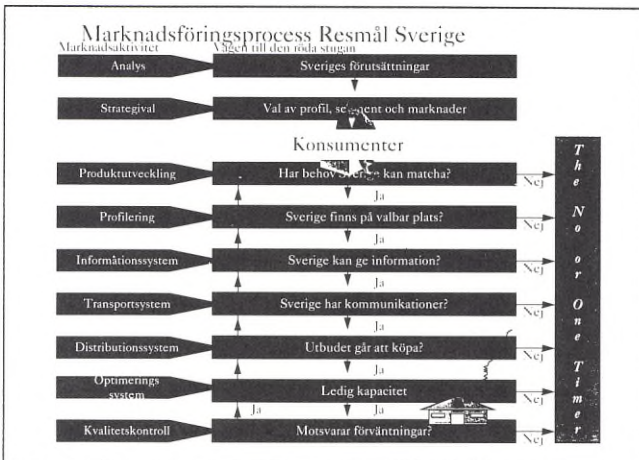 Marknadsföringsprocess Resmål Sverige
Marknadsaktivitet Vägen till den röda stugan
Analys Sveriges förutsättningar
Strategival Val av profil, segment och marknader
Konsumenter
Produktutveckling Har behov Sverige kan matcha? Nej
Ja
Profilering Sverige finns på valbar plats? Nej
Ja
Informationssystem Sverige kan ge information? Nej
Ja
Transportsystem Sverige har kommunikationer? Nej
Ja
Distributionssystem Utbudet går att köpa? Nej
Ja
Optimerings
system Ledig kapacitet Nej
Ja Ja
Kvalitetskontroll Motsvarar förväntningar? Nej
The No or One Timer